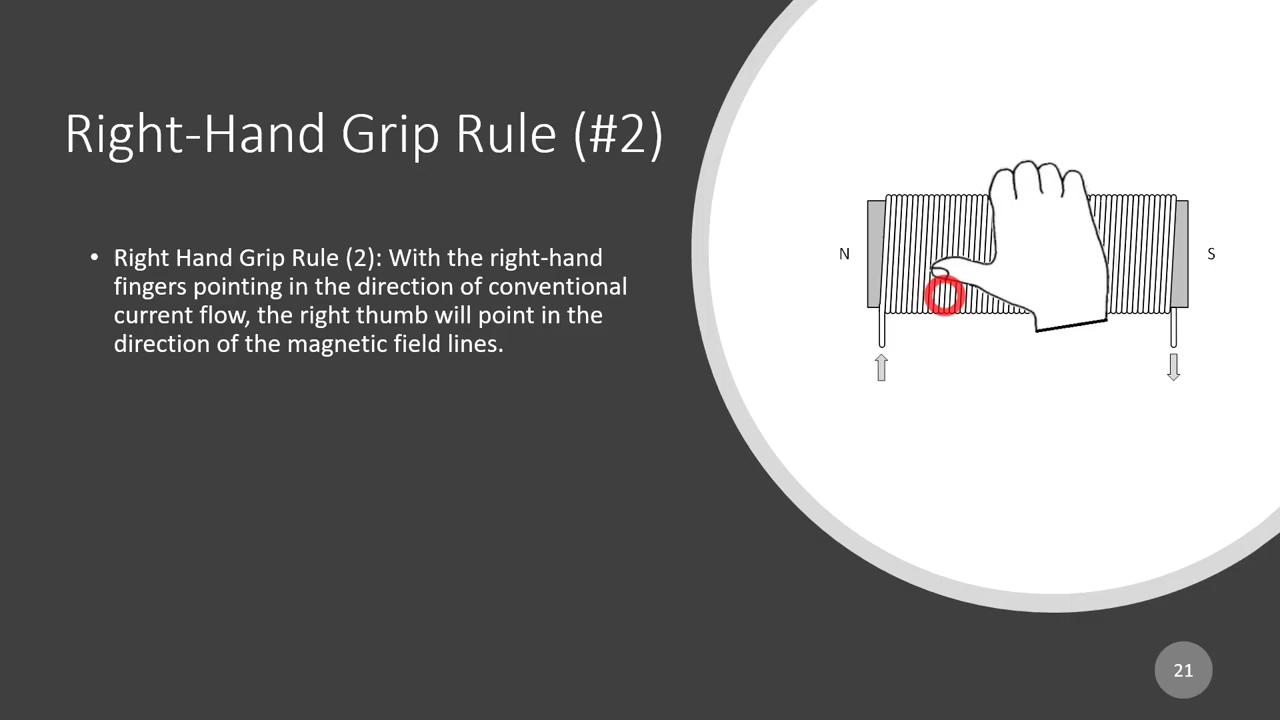 Right-Hand Grip Rule (#2)
• Right Hand Grip Rule (2): With the right-hand
fingers pointing in the direction of conventional
current flow, the right thumb will point in the
direction of the magnetic field lines.
N
S
21